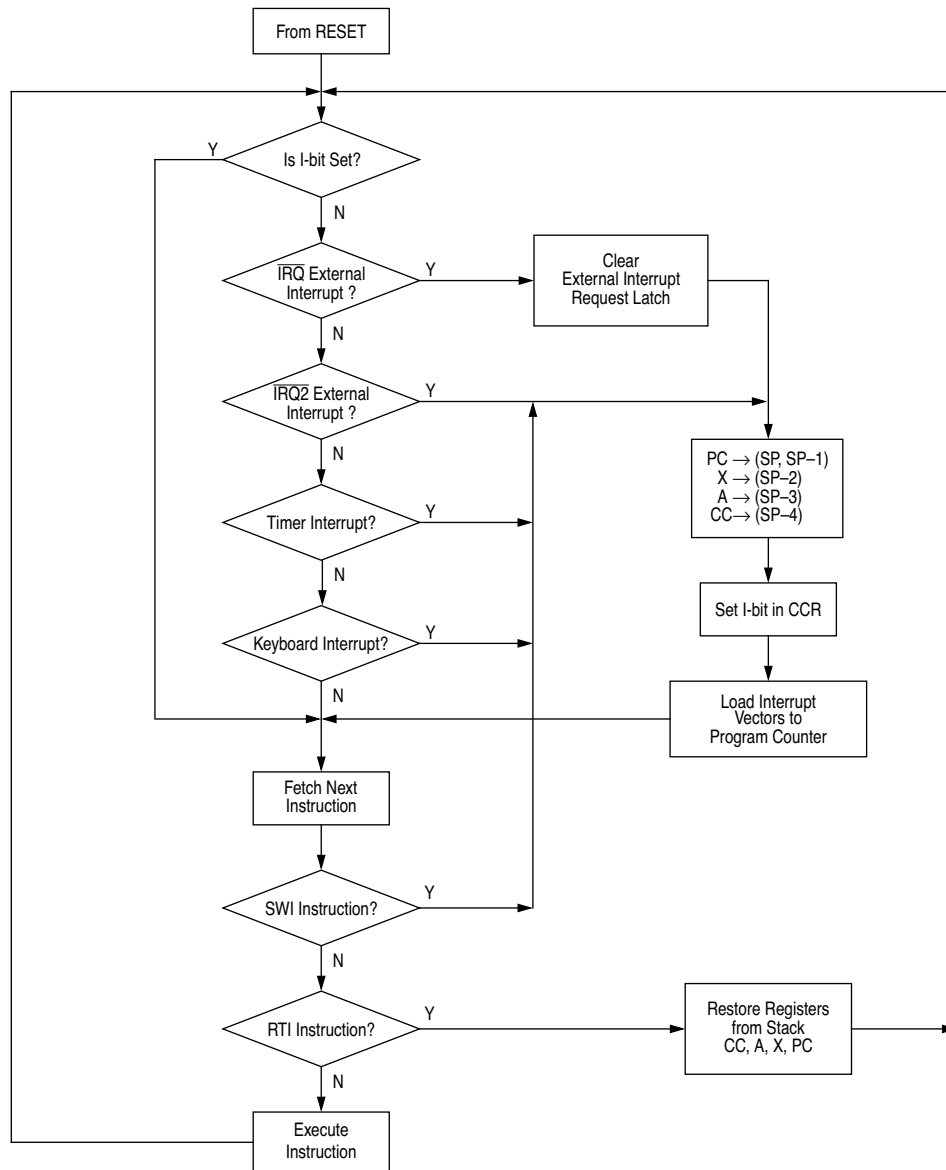 From RESET
Is I-bit Set?
Y
N
I̅R̅Q̅ External
Interrupt ?
Y
N
Clear
External Interrupt
Request Latch
I̅R̅Q̅2̅ External
Interrupt ?
Y
N
PC → (SP, SP–1)
X → (SP–2)
A → (SP–3)
CC→ (SP–4)
Timer Interrupt?
Y
N
Set I-bit in CCR
Keyboard Interrupt?
Y
N
Load Interrupt
Vectors to
Program Counter
Fetch Next
Instruction
SWI Instruction?
Y
N
RTI Instruction?
Y
N
Restore Registers
from Stack
CC, A, X, PC
Execute
Instruction